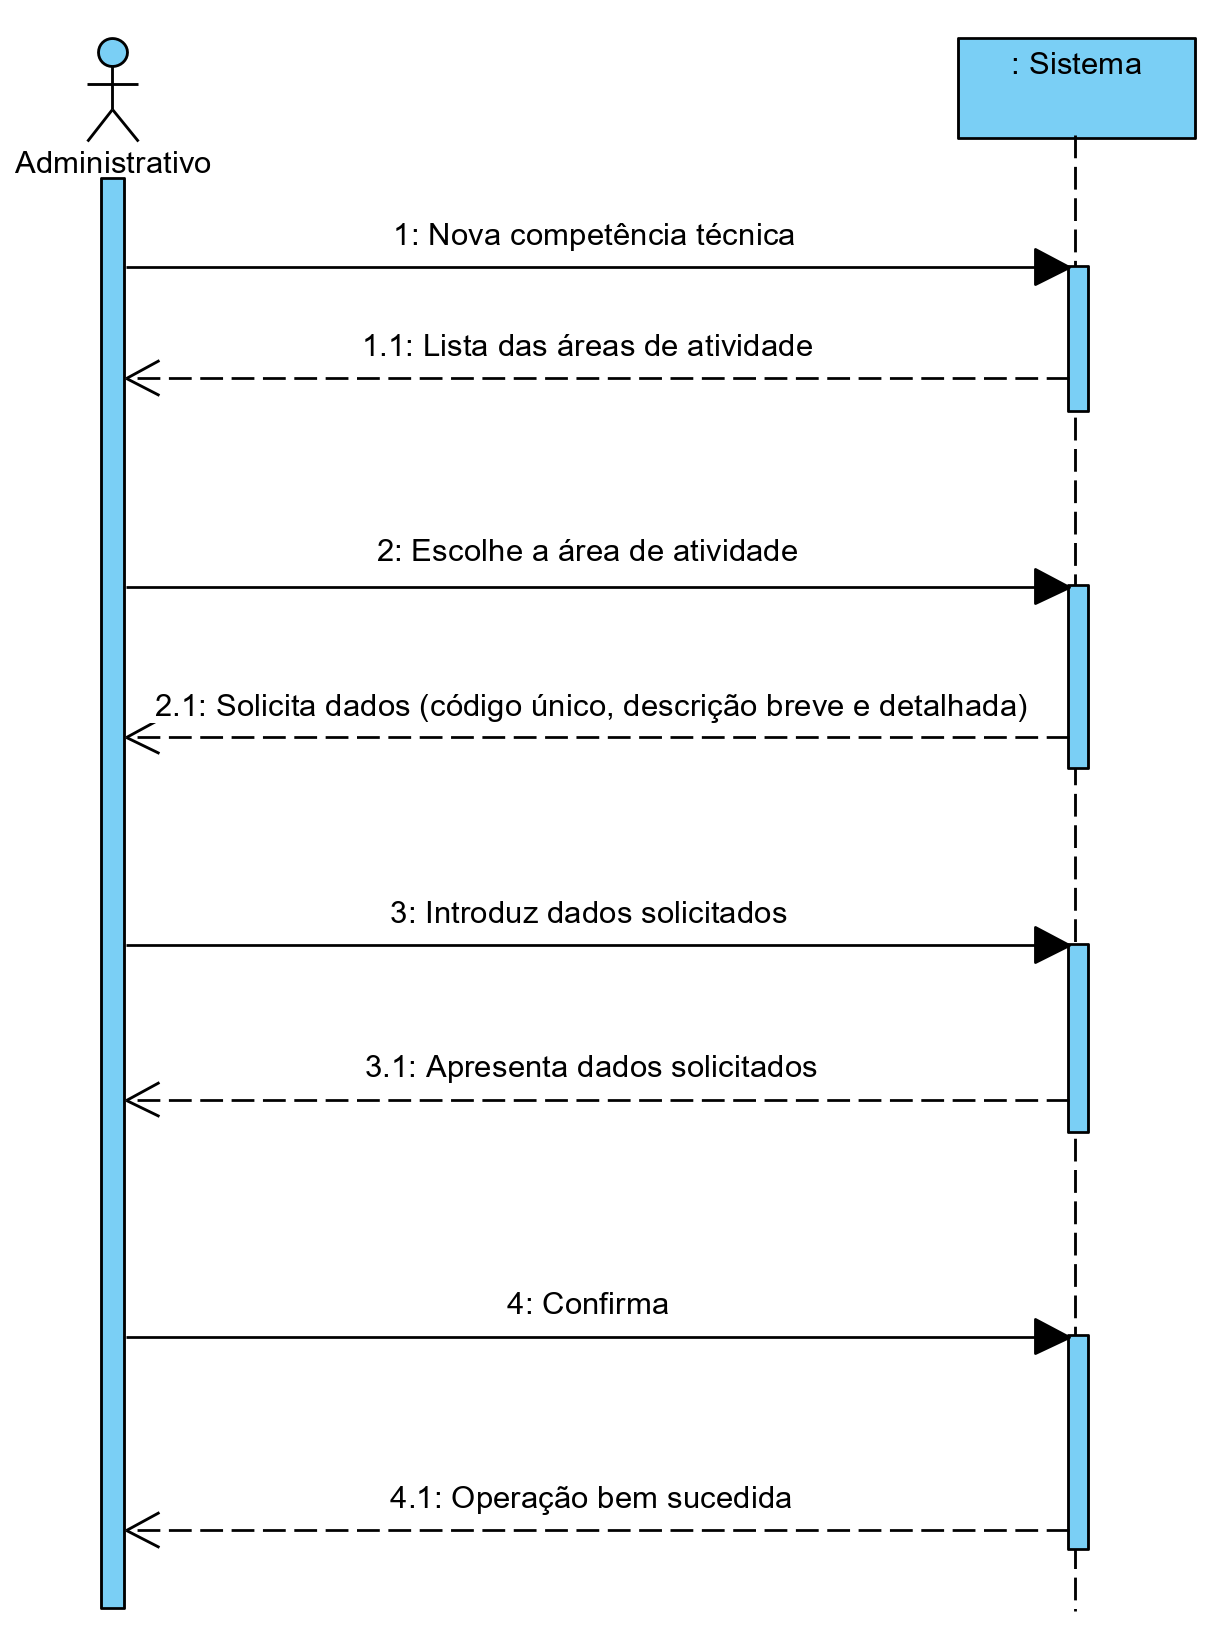 : Sistema
Administrativo
1: Nova competência técnica
1.1: Lista das áreas de atividade
2: Escolhe a área de atividade
2.1: Solicita dados (código único, descrição breve e detalhada)
3: Introduz dados solicitados
3.1: Apresenta dados solicitados
4: Confirma
4.1: Operação bem sucedida